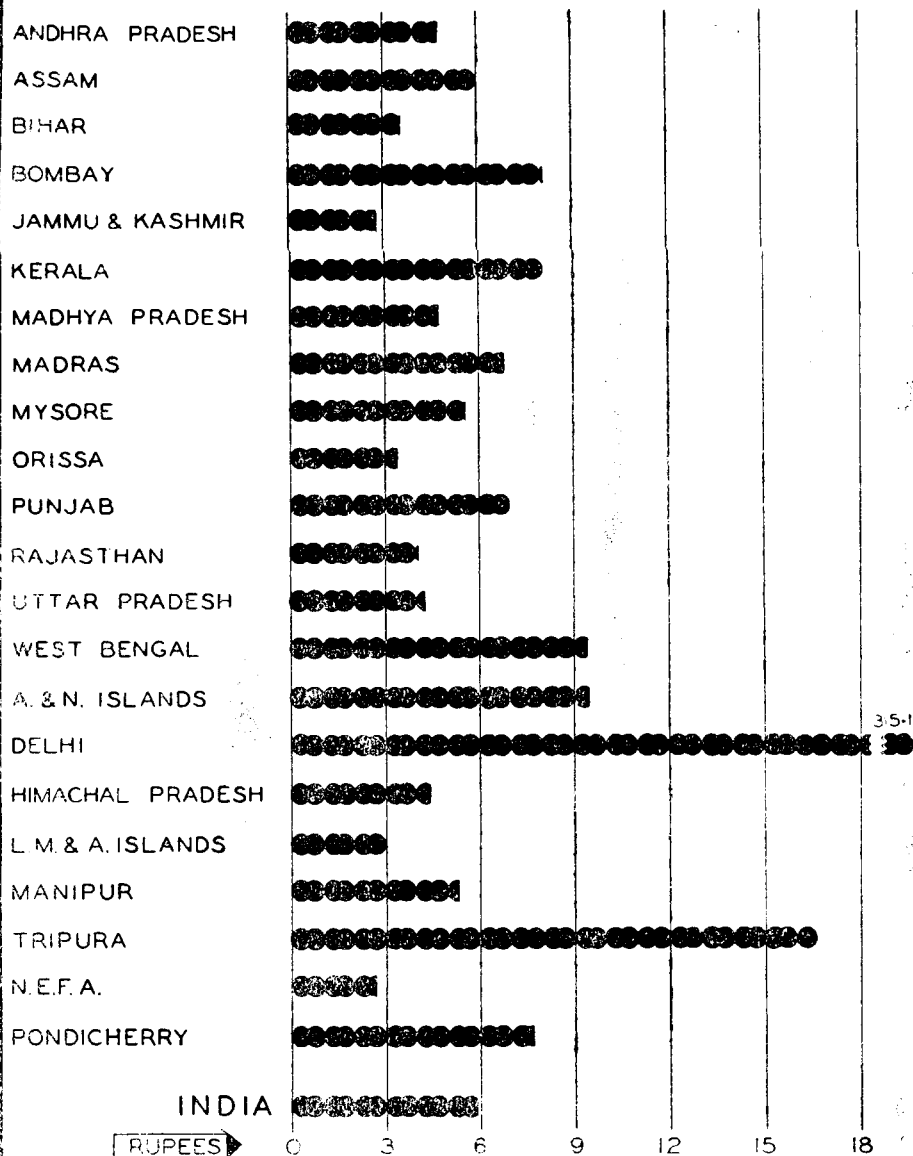 ANDHRA PRADESH
ASSAM
BIHAR
BOMBAY
JAMMU & KASHMIR
KERALA
MADHYA PRADESH
MADRAS
MYSORE
ORISSA
PUNJAB
RAJASTHAN
UTTAR PRADESH
WEST BENGAL
A. & N. ISLANDS
35·1
DELHI
HIMACHAL PRADESH
L.M. & A. ISLANDS
MANIPUR
TRIPURA
N.E.F.A.
PONDICHERRY
INDIA
RUPEES 0 3 6 9 12 15 18